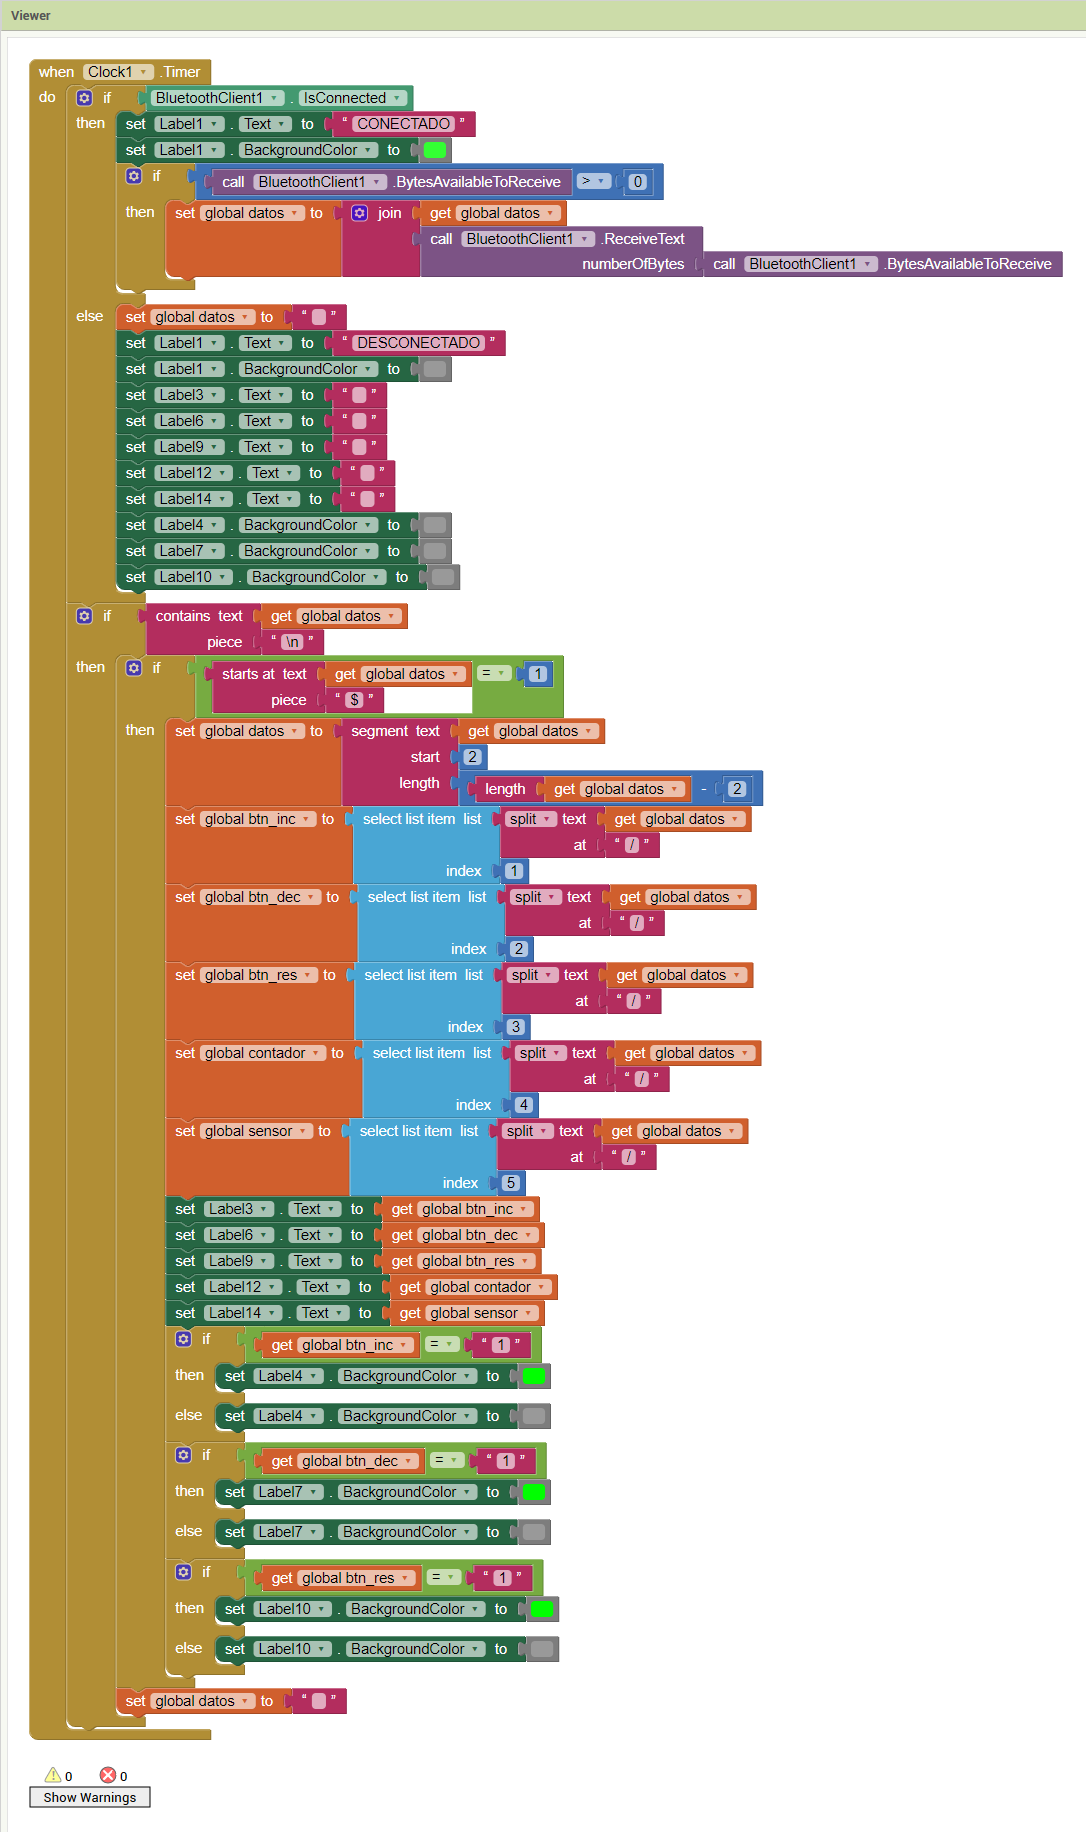 Viewer
when Clock1 .Timer
do if BluetoothClient1 . IsConnected
then set Label1 . Text to “ CONECTADO ”
set Label1 . BackgroundColor to
if call BluetoothClient1 .BytesAvailableToReceive > 0
then set global datos to join get global datos
call BluetoothClient1 .ReceiveText
numberOfBytes call BluetoothClient1 .BytesAvailableToReceive
else set global datos to “ ”
set Label1 . Text to “ DESCONECTADO ”
set Label1 . BackgroundColor to
set Label3 . Text to “ ”
set Label6 . Text to “ ”
set Label9 . Text to “ ”
set Label12 . Text to “ ”
set Label14 . Text to “ ”
set Label4 . BackgroundColor to
set Label7 . BackgroundColor to
set Label10 . BackgroundColor to
if contains text get global datos
piece “ \n ”
then if starts at text get global datos = 1
piece “ $ ”
then set global datos to segment text get global datos
start 2
length length get global datos - 2
set global btn_inc to select list item list split text get global datos
at “ / ”
index 1
set global btn_dec to select list item list split text get global datos
at “ / ”
index 2
set global btn_res to select list item list split text get global datos
at “ / ”
index 3
set global contador to select list item list split text get global datos
at “ / ”
index 4
set global sensor to select list item list split text get global datos
at “ / ”
index 5
set Label3 . Text to get global btn_inc
set Label6 . Text to get global btn_dec
set Label9 . Text to get global btn_res
set Label12 . Text to get global contador
set Label14 . Text to get global sensor
if get global btn_inc = “ 1 ”
then set Label4 . BackgroundColor to
else set Label4 . BackgroundColor to
if get global btn_dec = “ 1 ”
then set Label7 . BackgroundColor to
else set Label7 . BackgroundColor to
if get global btn_res = “ 1 ”
then set Label10 . BackgroundColor to
else set Label10 . BackgroundColor to
set global datos to “ ”
0 0
Show Warnings